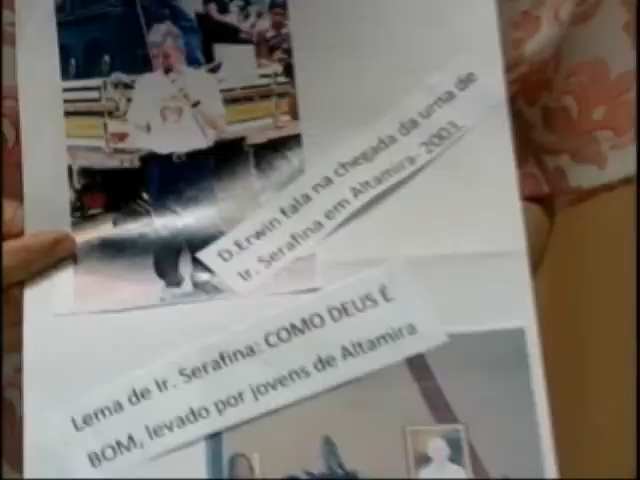 D.Erwin fala na chegada da urna de
Ir. Serafina em Altamira- 2003.
Lema de Ir. Serafina: COMO DEUS É
BOM, levado por jovens de Altamira